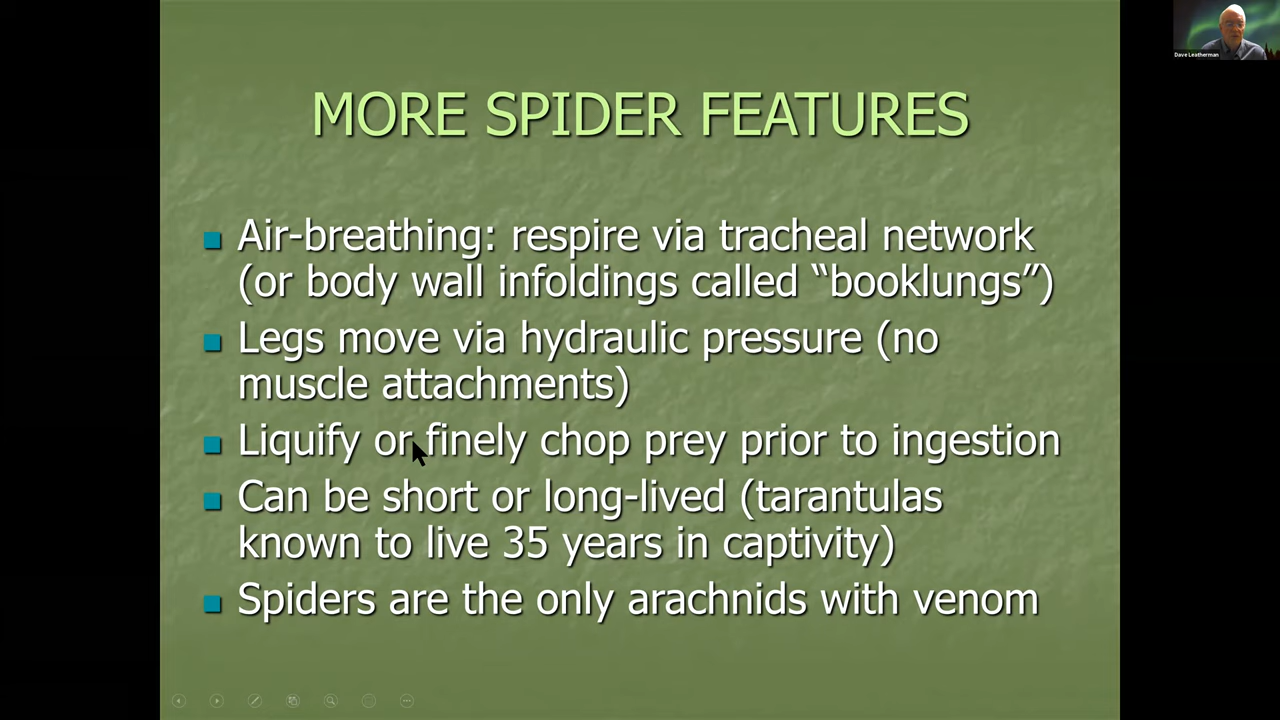 Dave Leatherman
MORE SPIDER FEATURES
Air-breathing: respire via tracheal network
(or body wall infoldings called “booklungs”)
Legs move via hydraulic pressure (no
muscle attachments)
Liquify or finely chop prey prior to ingestion
Can be short or long-lived (tarantulas
known to live 35 years in captivity)
Spiders are the only arachnids with venom